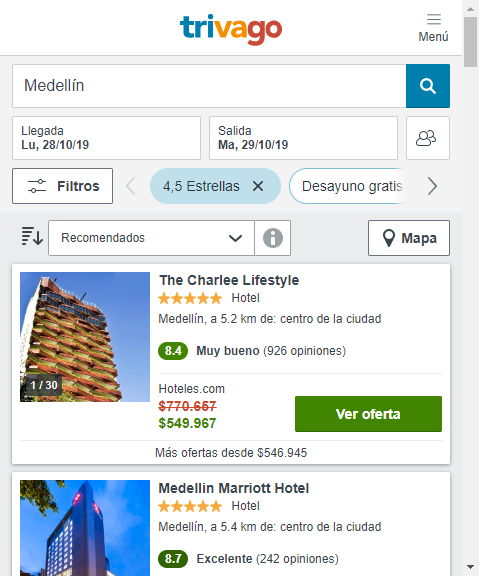 trivago
Menú
Medellín
Llegada
Lu, 28/10/19
Salida
Ma, 29/10/19
Filtros
4,5 Estrellas
Desayuno gratis
Recomendados
Mapa
The Charlee Lifestyle
Hotel
Medellín, a 5.2 km de: centro de la ciudad
8.4 Muy bueno (926 opiniones)
1 / 30
Hoteles.com
$770.657
$549.967
Ver oferta
Más ofertas desde $546.945
Medellin Marriott Hotel
Hotel
Medellín, a 5.4 km de: centro de la ciudad
8.7 Excelente (242 opiniones)